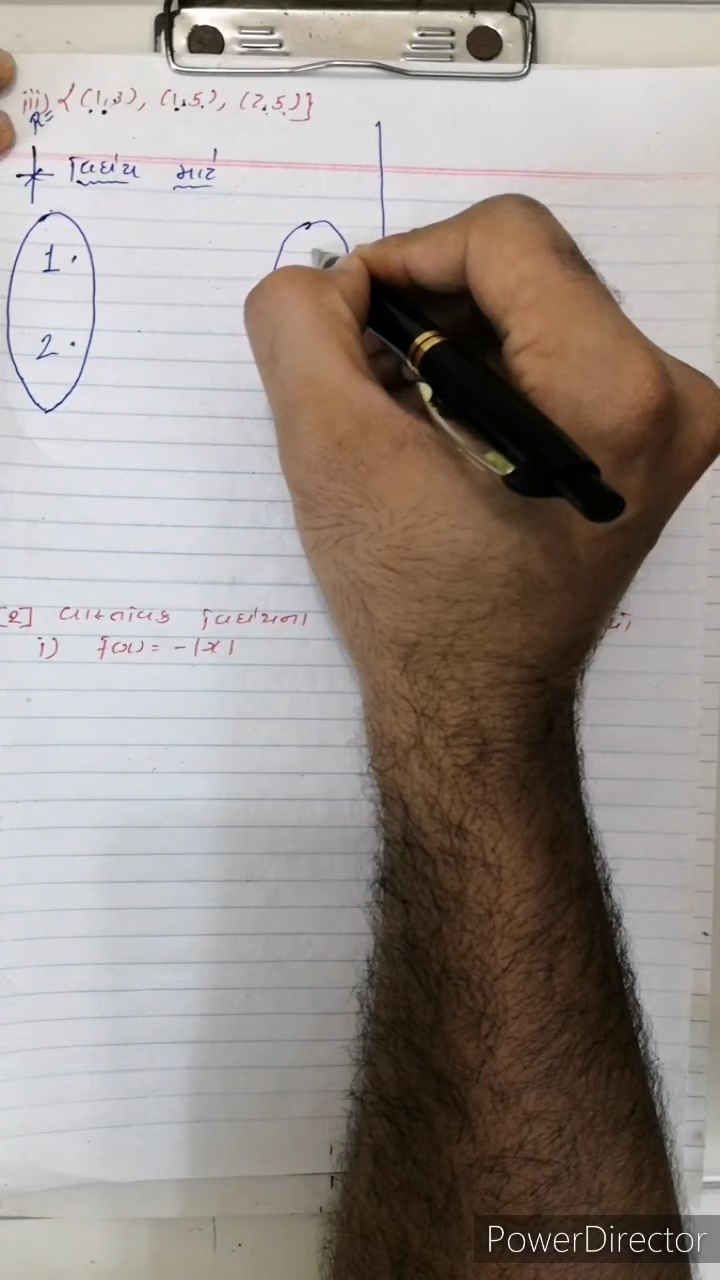 iii) {(1,3), (1,5), (2,5)}
R=
* વિધેય માટે
1.
2.
[2] વાસ્તવિક વિધેયના
i) f(x) = -|x|
PowerDirector